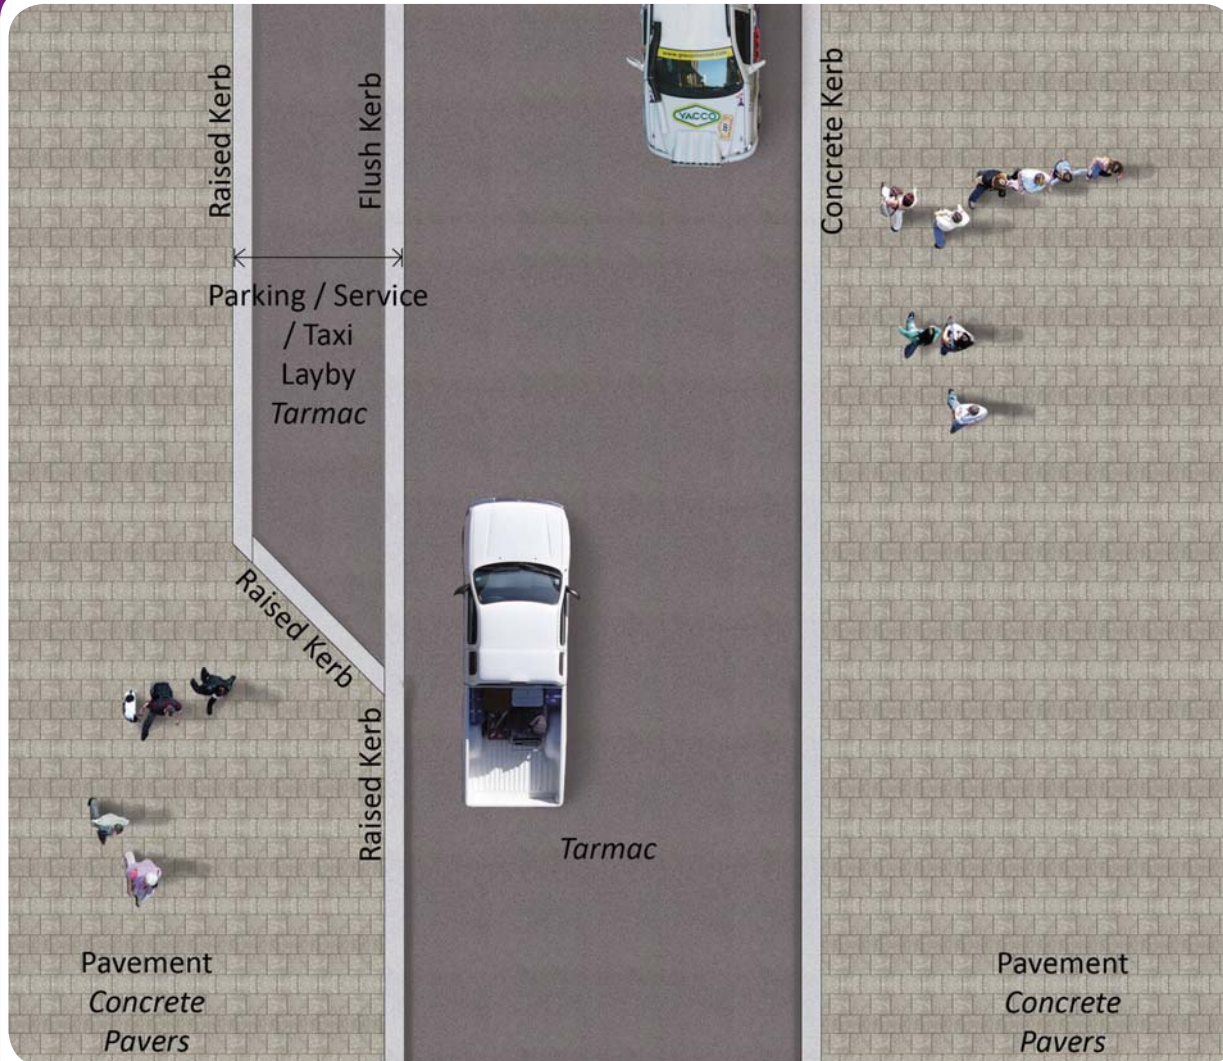 Raised Kerb
Flush Kerb
Concrete Kerb
YACCO
Parking / Service
/ Taxi
Layby
Tarmac
Raised Kerb
Raised Kerb
Tarmac
Pavement
Concrete
Pavers
Pavement
Concrete
Pavers